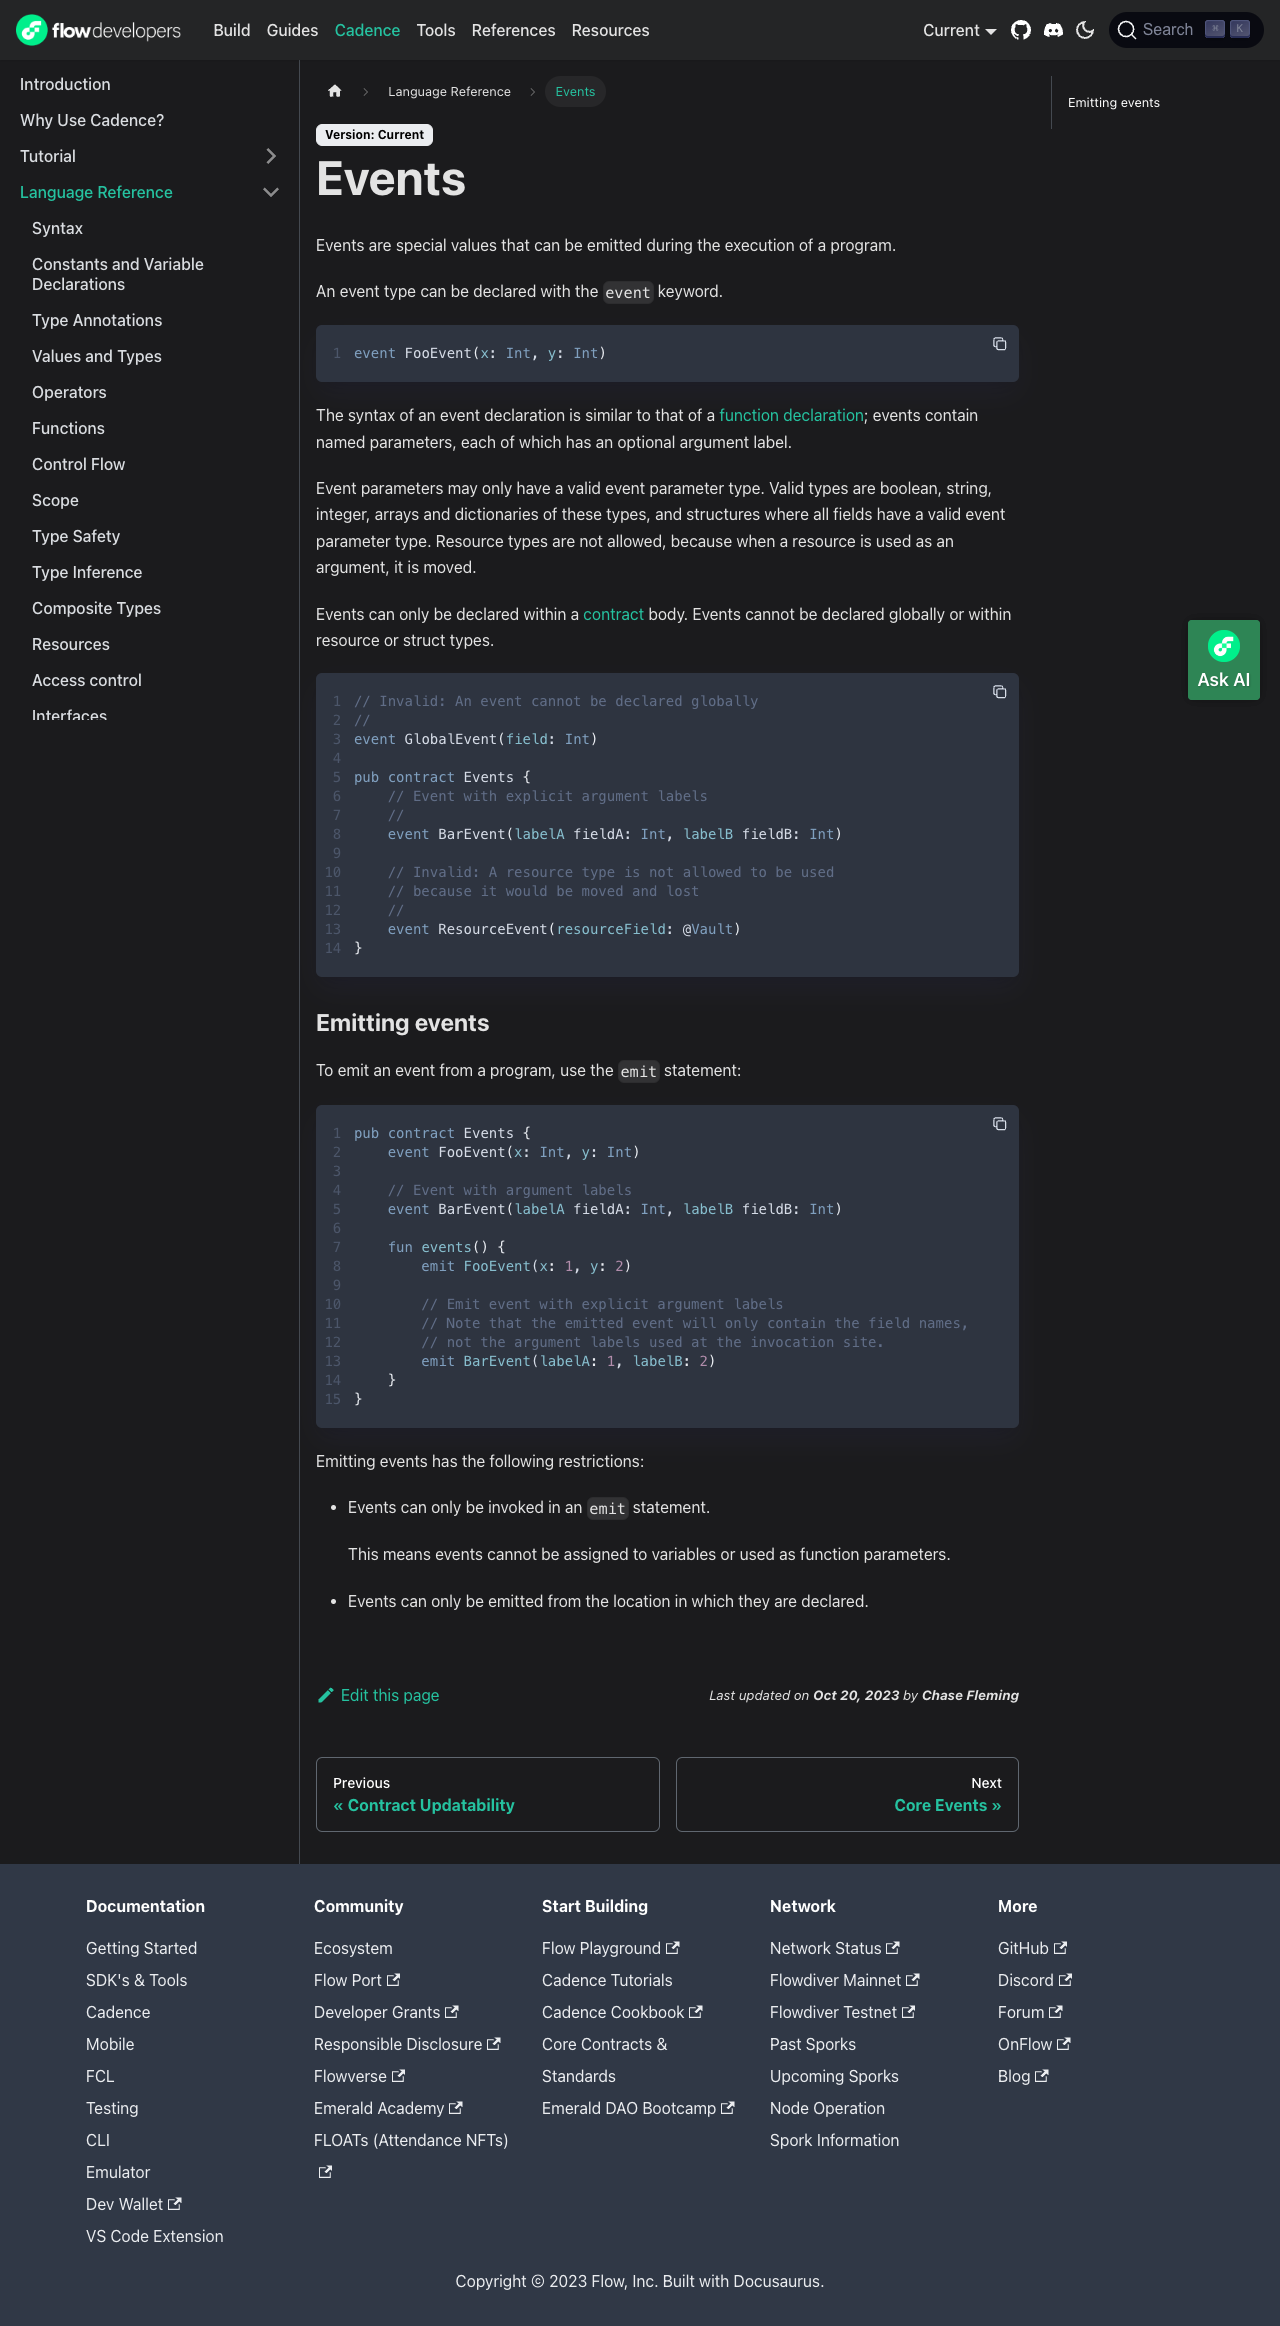 flowdevelopers
Build
Guides
Cadence
Tools
References
Resources
Current
Search
⌘
K
Introduction
Why Use Cadence?
Tutorial
Language Reference
Syntax
Constants and Variable
Declarations
Type Annotations
Values and Types
Operators
Functions
Control Flow
Scope
Type Safety
Type Inference
Composite Types
Resources
Access control
Interfaces
Language Reference
Events
Emitting events
Version: Current
Events
Events are special values that can be emitted during the execution of a program.
An event type can be declared with the event keyword.
1 event FooEvent(x: Int, y: Int)
The syntax of an event declaration is similar to that of a function declaration; events contain
named parameters, each of which has an optional argument label.
Event parameters may only have a valid event parameter type. Valid types are boolean, string,
integer, arrays and dictionaries of these types, and structures where all fields have a valid event
parameter type. Resource types are not allowed, because when a resource is used as an
argument, it is moved.
Events can only be declared within a contract body. Events cannot be declared globally or within
resource or struct types.
Ask AI
1 // Invalid: An event cannot be declared globally
2 //
3 event GlobalEvent(field: Int)
4
5 pub contract Events {
6     // Event with explicit argument labels
7     //
8     event BarEvent(labelA fieldA: Int, labelB fieldB: Int)
9
10     // Invalid: A resource type is not allowed to be used
11     // because it would be moved and lost
12     //
13     event ResourceEvent(resourceField: @Vault)
14 }
Emitting events
To emit an event from a program, use the emit statement:
1 pub contract Events {
2     event FooEvent(x: Int, y: Int)
3
4     // Event with argument labels
5     event BarEvent(labelA fieldA: Int, labelB fieldB: Int)
6
7     fun events() {
8         emit FooEvent(x: 1, y: 2)
9
10         // Emit event with explicit argument labels
11         // Note that the emitted event will only contain the field names,
12         // not the argument labels used at the invocation site.
13         emit BarEvent(labelA: 1, labelB: 2)
14     }
15 }
Emitting events has the following restrictions:
• Events can only be invoked in an emit statement.
This means events cannot be assigned to variables or used as function parameters.
• Events can only be emitted from the location in which they are declared.
Edit this page
Last updated on Oct 20, 2023 by Chase Fleming
Previous
« Contract Updatability
Next
Core Events »
Documentation
Getting Started
SDK's & Tools
Cadence
Mobile
FCL
Testing
CLI
Emulator
Dev Wallet
VS Code Extension
Community
Ecosystem
Flow Port
Developer Grants
Responsible Disclosure
Flowverse
Emerald Academy
FLOATs (Attendance NFTs)
Start Building
Flow Playground
Cadence Tutorials
Cadence Cookbook
Core Contracts &
Standards
Emerald DAO Bootcamp
Network
Network Status
Flowdiver Mainnet
Flowdiver Testnet
Past Sporks
Upcoming Sporks
Node Operation
Spork Information
More
GitHub
Discord
Forum
OnFlow
Blog
Copyright © 2023 Flow, Inc. Built with Docusaurus.